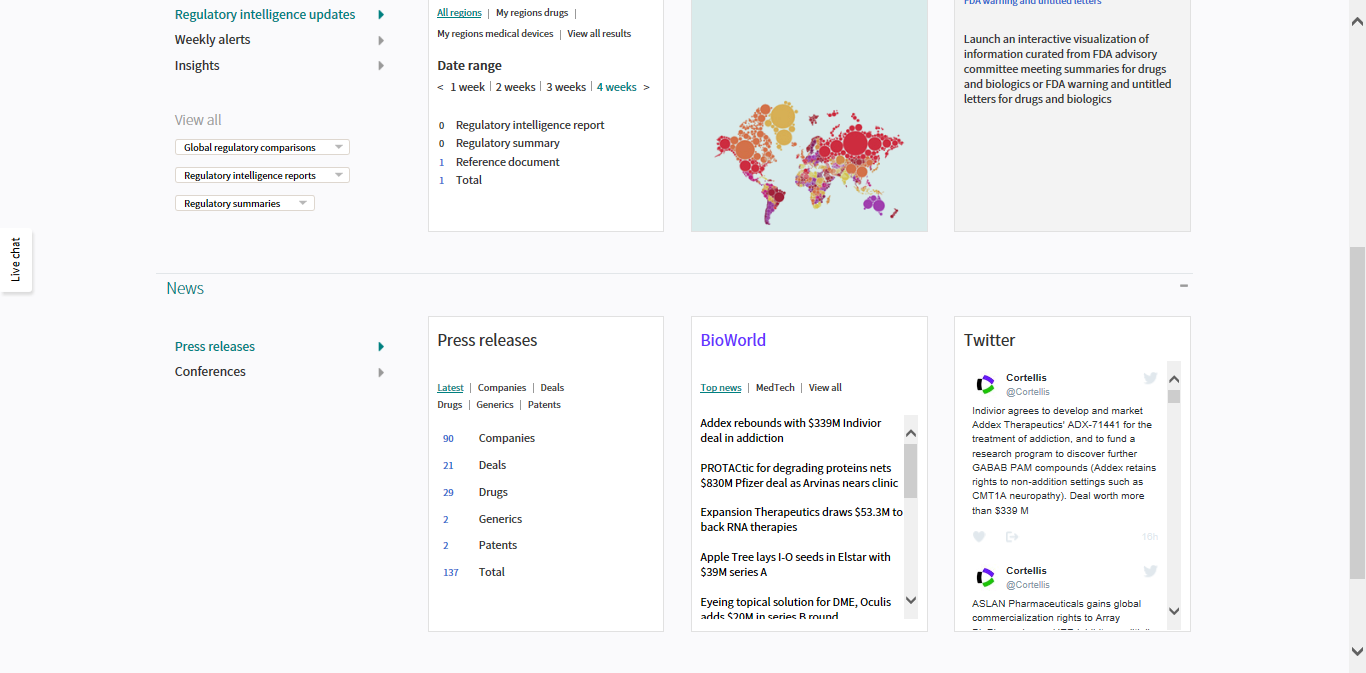 Regulatory intelligence updates
Weekly alerts
Insights
View all
Global regulatory comparisons
Regulatory intelligence reports
Regulatory summaries
All regions | My regions drugs |
My regions medical devices | View all results
Date range
< 1 week | 2 weeks | 3 weeks | 4 weeks >
0 Regulatory intelligence report
0 Regulatory summary
1 Reference document
1 Total
FDA warning and untitled letters
Launch an interactive visualization of
information curated from FDA advisory
committee meeting summaries for drugs
and biologics or FDA warning and untitled
letters for drugs and biologics
Live chat
News
Press releases
Conferences
Press releases
Latest | Companies | Deals
Drugs | Generics | Patents
90 Companies
21 Deals
29 Drugs
2 Generics
2 Patents
137 Total
BioWorld
Top news | MedTech | View all
Addex rebounds with $339M Indivior
deal in addiction
PROTACtic for degrading proteins nets
$830M Pfizer deal as Arvinas nears clinic
Expansion Therapeutics draws $53.3M to
back RNA therapies
Apple Tree lays I-O seeds in Elstar with
$39M series A
Eyeing topical solution for DME, Oculis
adds $20M in series B round
Twitter
Cortellis
@Cortellis
Indivior agrees to develop and market
Addex Therapeutics' ADX-71441 for the
treatment of addiction, and to fund a
research program to discover further
GABAB PAM compounds (Addex retains
rights to non-addition settings such as
CMT1A neuropathy). Deal worth more
than $339 M
16h
Cortellis
@Cortellis
ASLAN Pharmaceuticals gains global
commercialization rights to Array